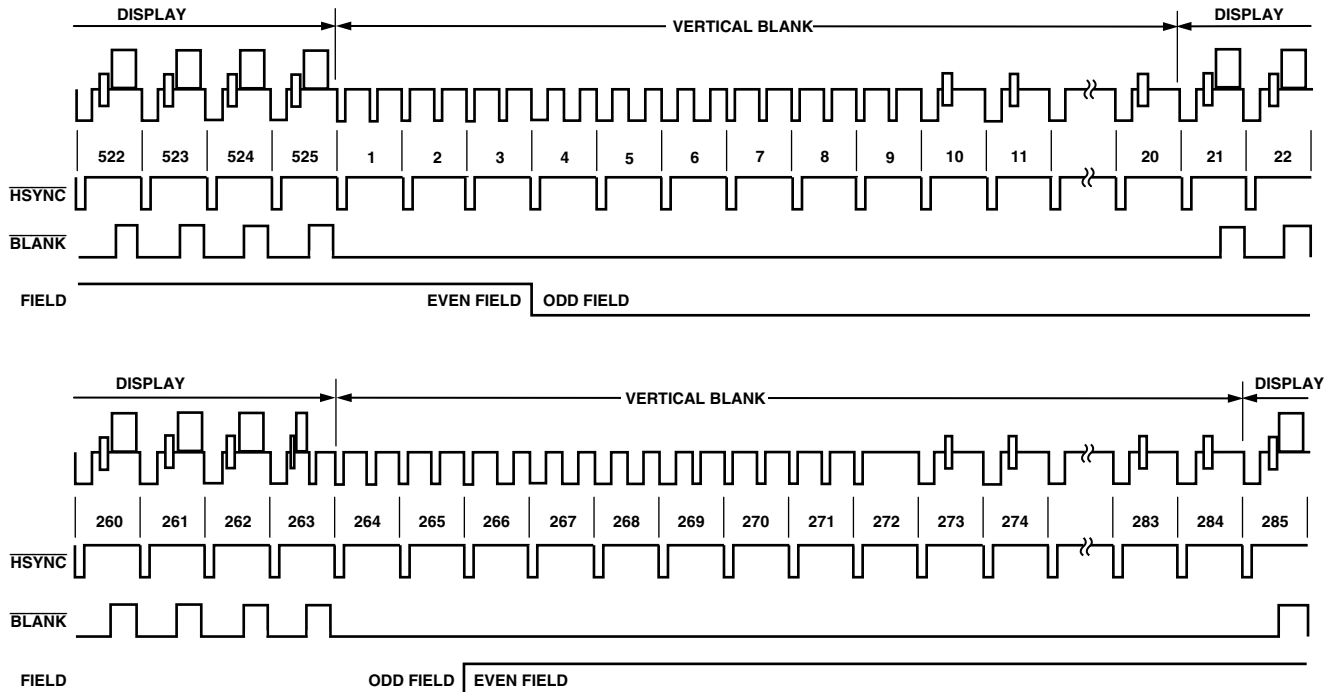 DISPLAY VERTICAL BLANK DISPLAY
522 523 524 525 1 2 3 4 5 6 7 8 9 10 11 20 21 22
HSYNC
BLANK
FIELD EVEN FIELD ODD FIELD
DISPLAY VERTICAL BLANK DISPLAY
260 261 262 263 264 265 266 267 268 269 270 271 272 273 274 283 284 285
HSYNC
BLANK
FIELD ODD FIELD EVEN FIELD